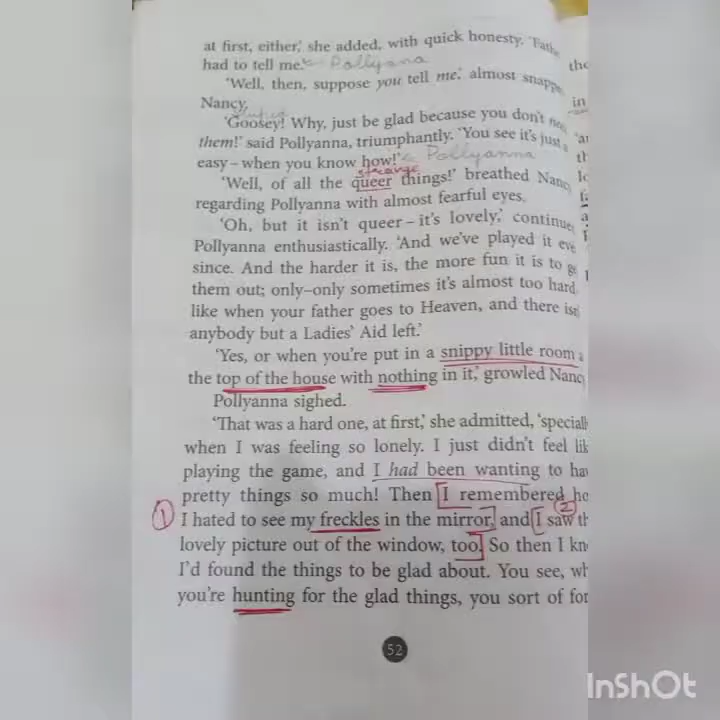 at first, either,' she added, with quick honesty. 'Fathe
had to tell me.' Pollyanna
the
'Well, then, suppose you tell me,' almost snappe
Nancy.
in
'Goosey! Why, just be glad because you don't
them!' said Pollyanna, triumphantly. 'You see it's just
easy – when you know how!' Pollyanna
strange
'Well, of all the queer things!' breathed Nanc
regarding Pollyanna with almost fearful eyes.
'Oh, but it isn't queer – it's lovely,' continue
Pollyanna enthusiastically. 'And we've played it eve
since. And the harder it is, the more fun it is to ge
them out; only–only sometimes it's almost too hard
like when your father goes to Heaven, and there isn
anybody but a Ladies' Aid left.'
'Yes, or when you're put in a snippy little room a
the top of the house with nothing in it,' growled Nancy
Pollyanna sighed.
'That was a hard one, at first,' she admitted, 'speciall
when I was feeling so lonely. I just didn't feel lik
playing the game, and I had been wanting to hav
pretty things so much! Then I remembered ho
1 I hated to see my freckles in the mirror, and 2 I saw th
lovely picture out of the window, too. So then I kn
I'd found the things to be glad about. You see, wh
you're hunting for the glad things, you sort of for
52
InShOt